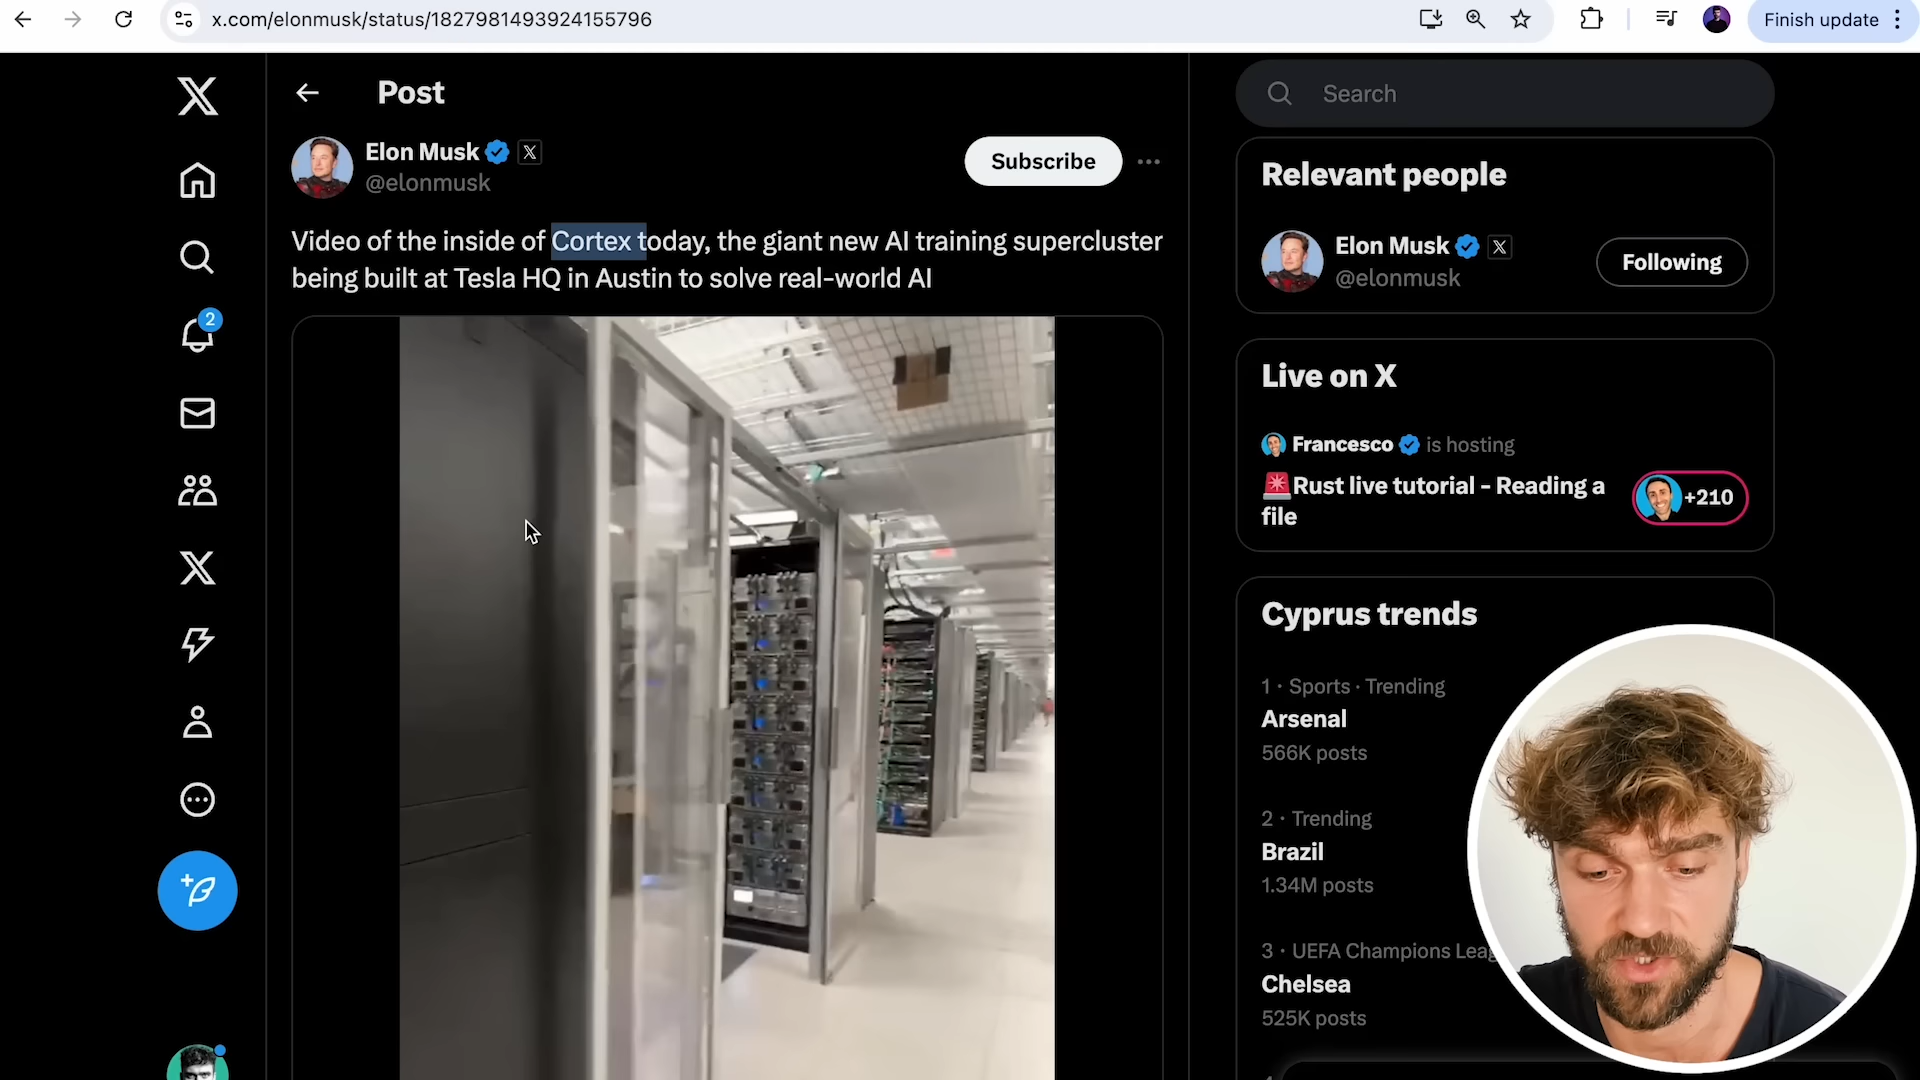 x.com/elonmusk/status/1827981493924155796
Finish update
Post
Search
Elon Musk
@elonmusk
Subscribe
Video of the inside of Cortex today, the giant new AI training supercluster
being built at Tesla HQ in Austin to solve real-world AI
2
Relevant people
Elon Musk
@elonmusk
Following
Live on X
Francesco is hosting
🚨Rust live tutorial - Reading a
file
+210
Cyprus trends
1 · Sports · Trending
Arsenal
566K posts
2 · Trending
Brazil
1.34M posts
3 · UEFA Champions Leag
Chelsea
525K posts